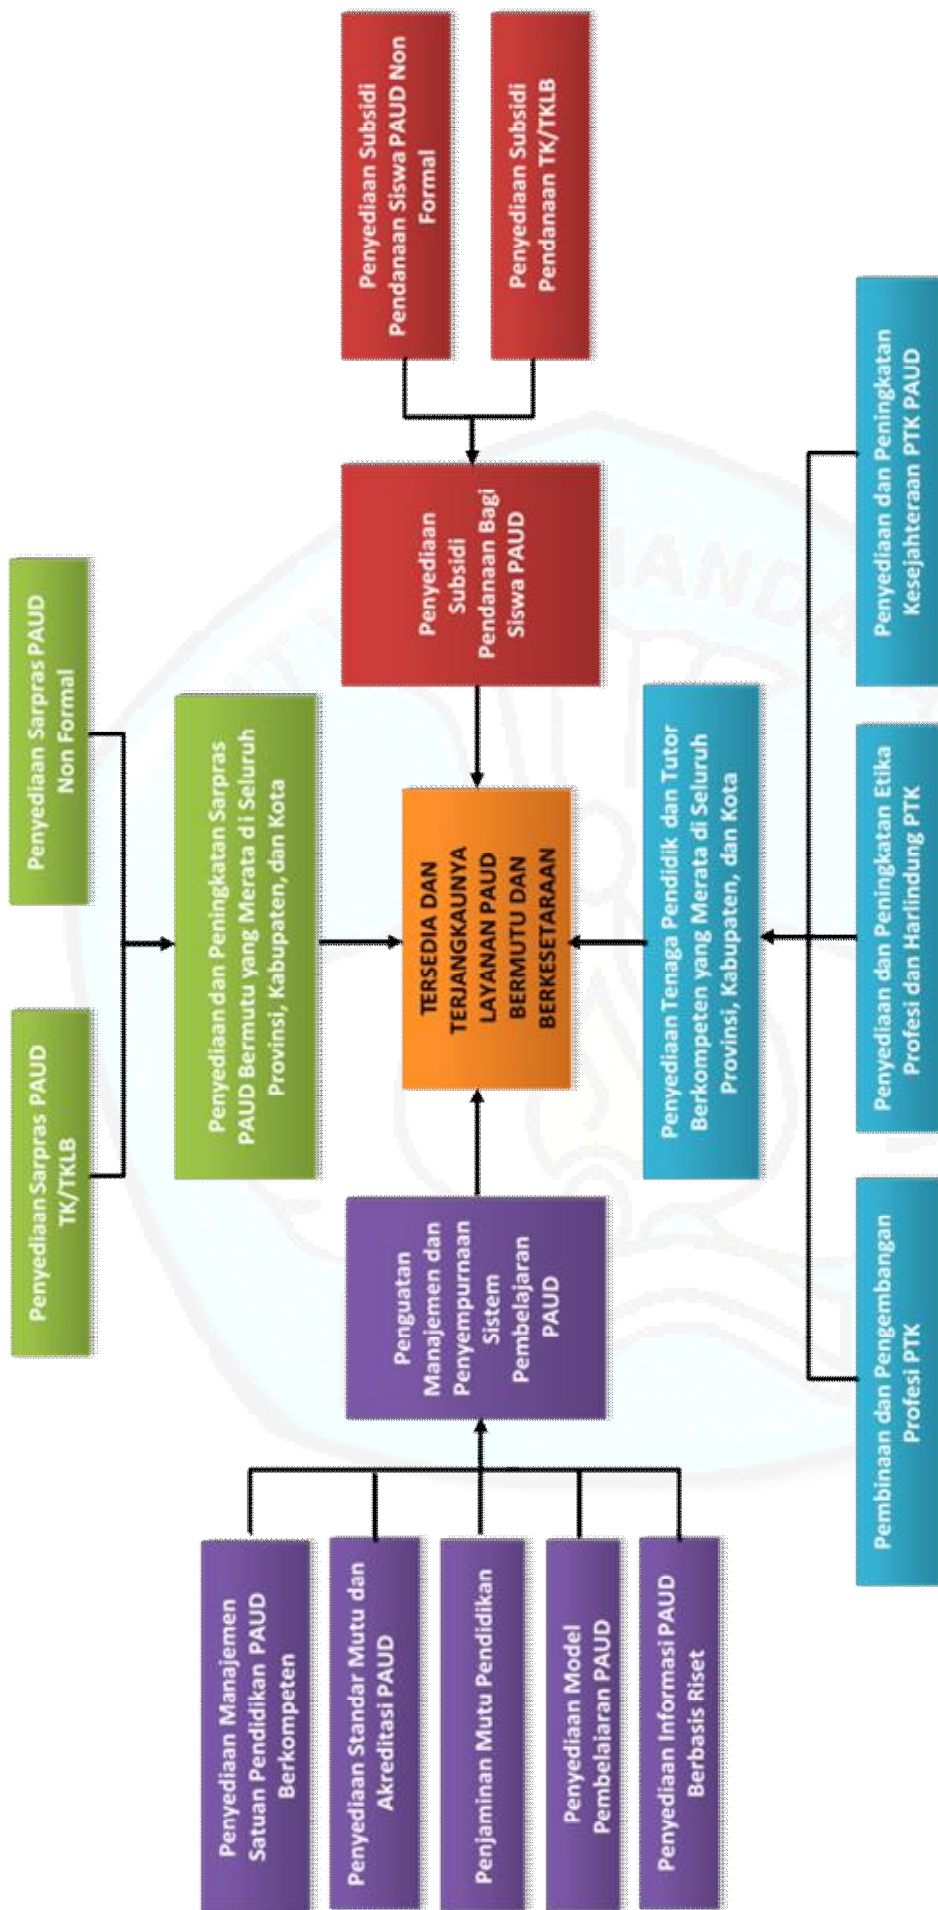 Penyediaan Sarpras PAUD
TK/TKLB
Penyediaan Sarpras PAUD
Non Formal
Penyediaan dan Peningkatan Sarpras
PAUD Bermutu yang Merata di Seluruh
Provinsi, Kabupaten, dan Kota
Penyediaan Manajemen
Satuan Pendidikan PAUD
Berkompeten
Penyediaan Standar Mutu dan
Akreditasi PAUD
Penjaminan Mutu Pendidikan
Penyediaan Model
Pembelajaran PAUD
Penyediaan Informasi PAUD
Berbasis Riset
Penguatan
Manajemen dan
Penyempurnaan
Sistem
Pembelajaran
PAUD
TERSEDIA DAN
TERJANGKAUNYA
LAYANAN PAUD
BERMUTU DAN
BERKESETARAAN
Penyediaan
Subsidi
Pendanaan Bagi
Siswa PAUD
Penyediaan Subsidi
Pendanaan Siswa PAUD Non
Formal
Penyediaan Subsidi
Pendanaan TK/TKLB
Penyediaan Tenaga Pendidik dan Tutor
Berkompeten yang Merata di Seluruh
Provinsi, Kabupaten, dan Kota
Pembinaan dan Pengembangan
Profesi PTK
Penyediaan dan Peningkatan Etika
Profesi dan Harlindung PTK
Penyediaan dan Peningkatan
Kesejahteraan PTK PAUD